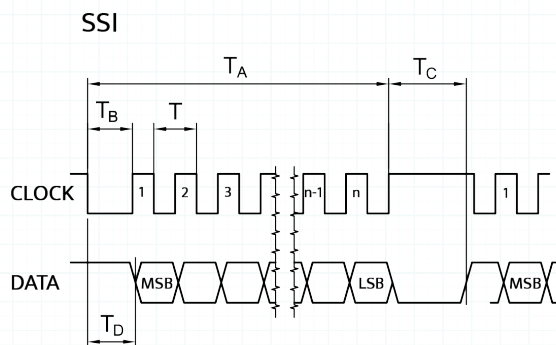 SSI
TA TC
TB T
CLOCK 1 2 3 n-1 n 1
DATA MSB LSB MSB
TD